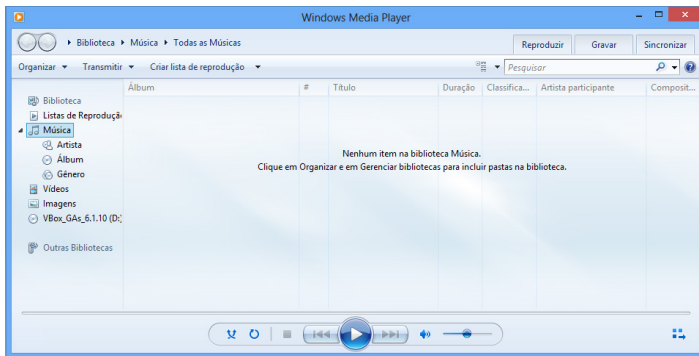 Windows Media Player
Biblioteca Música Todas as Músicas
Reproduzir Gravar Sincronizar
Organizar Transmitir Criar lista de reprodução Pesquisar
Álbum # Título Duração Classifica... Artista participante Composit...
Biblioteca
Listas de Reproduçã
Música
Artista
Álbum
Gênero
Vídeos
Imagens
VBox_GAs_6.1.10 (D:)
Outras Bibliotecas
Nenhum item na biblioteca Música.
Clique em Organizar e em Gerenciar bibliotecas para incluir pastas na biblioteca.